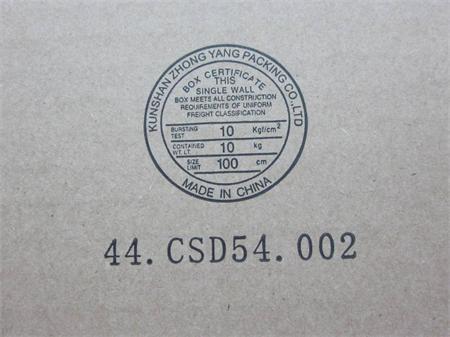 KUNSHAN ZHONG YANG PACKING CO.,LTD
BOX CERTIFICATE
THIS
SINGLE WALL
BOX MEETS ALL CONSTRUCTION
REQUIREMENTS OF UNIFORM
FREIGHT CLASSIFICATION
BURSTING TEST 10 Kgf/cm²
CONTAINED WT. LT. 10 kg
SIZE LIMIT 100 cm
MADE IN CHINA
44.CSD54.002